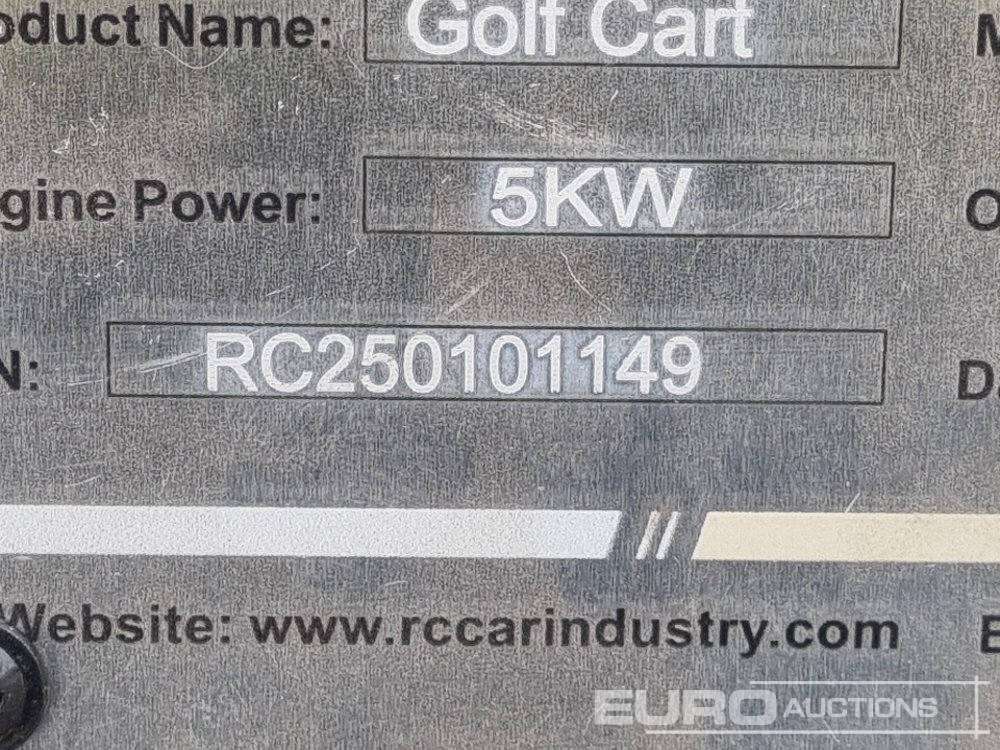 oduct Name: Golf Cart M
gine Power: 5KW O
N: RC250101149 D
Website: www.rccarindustry.com E
EURO AUCTIONS